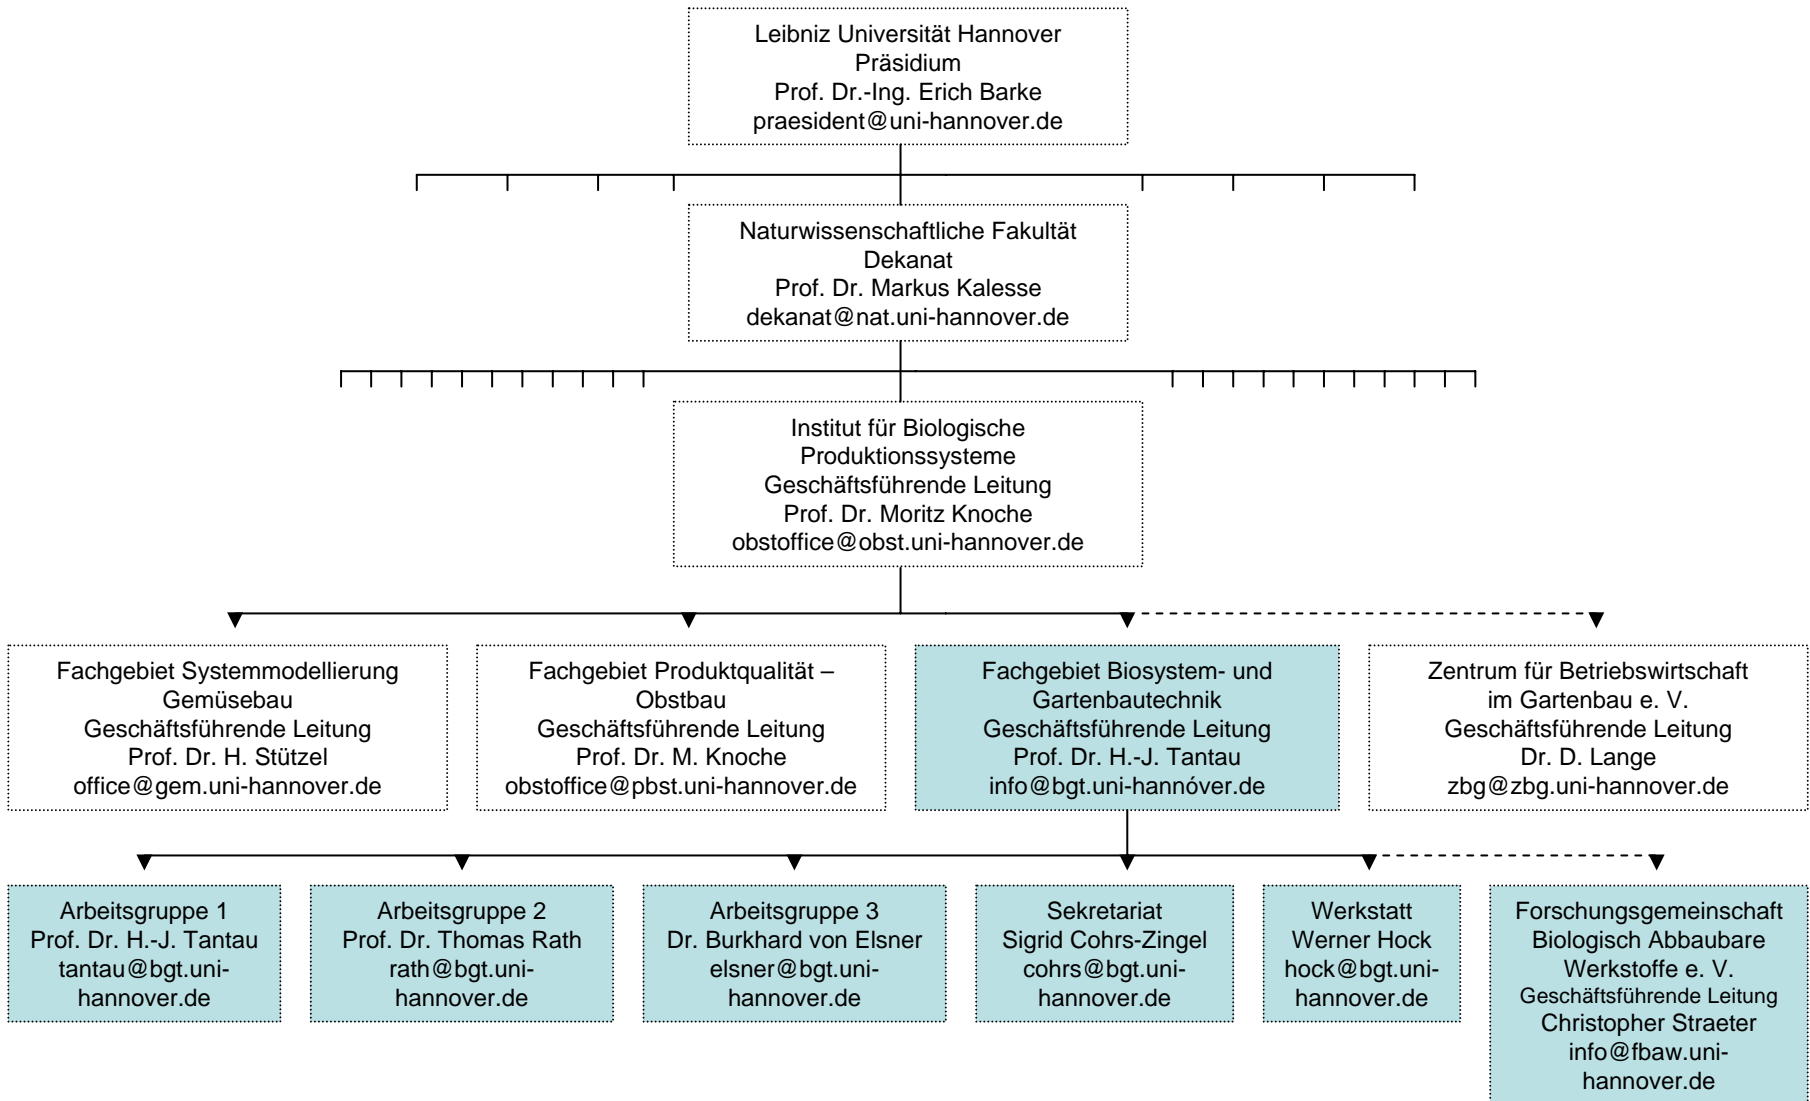 Leibniz Universität Hannover
Präsidium
Prof. Dr.-Ing. Erich Barke
praesident@uni-hannover.de
Naturwissenschaftliche Fakultät
Dekanat
Prof. Dr. Markus Kalesse
dekanat@nat.uni-hannover.de
Institut für Biologische
Produktionssysteme
Geschäftsführende Leitung
Prof. Dr. Moritz Knoche
obstoffice@obst.uni-hannover.de
Fachgebiet Systemmodellierung
Gemüsebau
Geschäftsführende Leitung
Prof. Dr. H. Stützel
office@gem.uni-hannover.de
Fachgebiet Produktqualität –
Obstbau
Geschäftsführende Leitung
Prof. Dr. M. Knoche
obstoffice@pbst.uni-hannover.de
Fachgebiet Biosystem- und
Gartenbautechnik
Geschäftsführende Leitung
Prof. Dr. H.-J. Tantau
info@bgt.uni-hannóver.de
Zentrum für Betriebswirtschaft
im Gartenbau e. V.
Geschäftsführende Leitung
Dr. D. Lange
zbg@zbg.uni-hannover.de
Arbeitsgruppe 1
Prof. Dr. H.-J. Tantau
tantau@bgt.uni-
hannover.de
Arbeitsgruppe 2
Prof. Dr. Thomas Rath
rath@bgt.uni-
hannover.de
Arbeitsgruppe 3
Dr. Burkhard von Elsner
elsner@bgt.uni-
hannover.de
Sekretariat
Sigrid Cohrs-Zingel
cohrs@bgt.uni-
hannover.de
Werkstatt
Werner Hock
hock@bgt.uni-
hannover.de
Forschungsgemeinschaft
Biologisch Abbaubare
Werkstoffe e. V.
Geschäftsführende Leitung
Christopher Straeter
info@fbaw.uni-
hannover.de